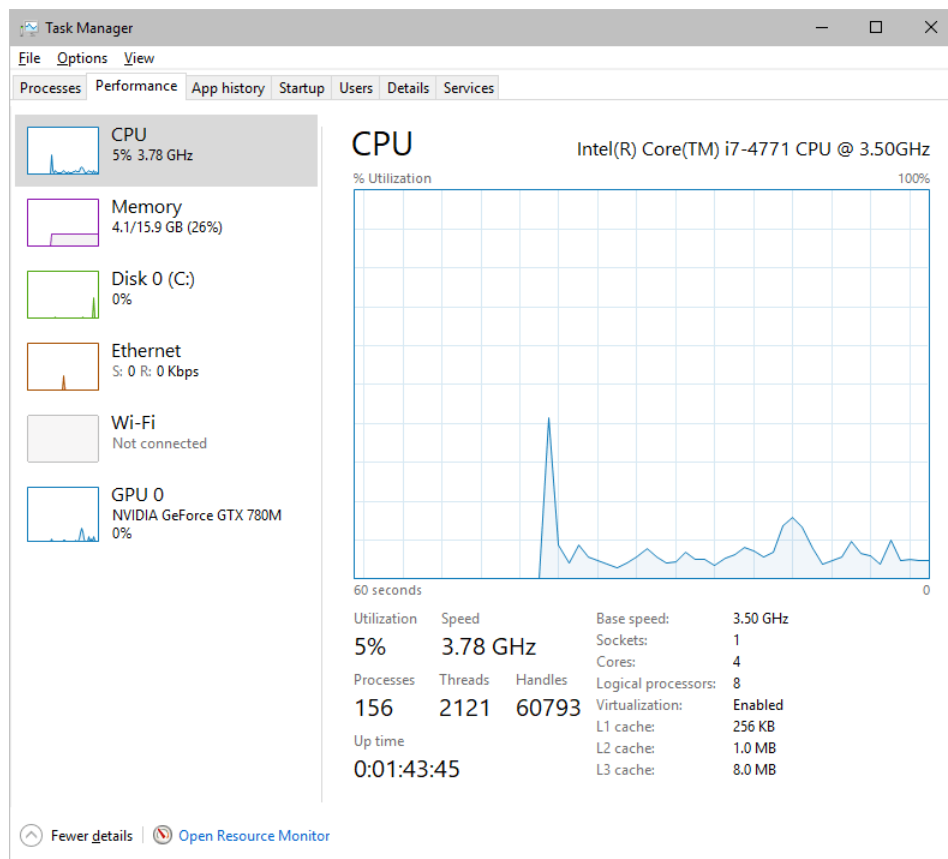 Task Manager
File Options View
Processes Performance App history Startup Users Details Services
CPU
5% 3.78 GHz
Memory
4.1/15.9 GB (26%)
Disk 0 (C:)
0%
Ethernet
S: 0 R: 0 Kbps
Wi-Fi
Not connected
GPU 0
NVIDIA GeForce GTX 780M
0%
CPU Intel(R) Core(TM) i7-4771 CPU @ 3.50GHz
% Utilization 100%
60 seconds 0
Utilization Speed
5% 3.78 GHz
Processes Threads Handles
156 2121 60793
Up time
0:01:43:45
Base speed: 3.50 GHz
Sockets: 1
Cores: 4
Logical processors: 8
Virtualization: Enabled
L1 cache: 256 KB
L2 cache: 1.0 MB
L3 cache: 8.0 MB
Fewer details Open Resource Monitor